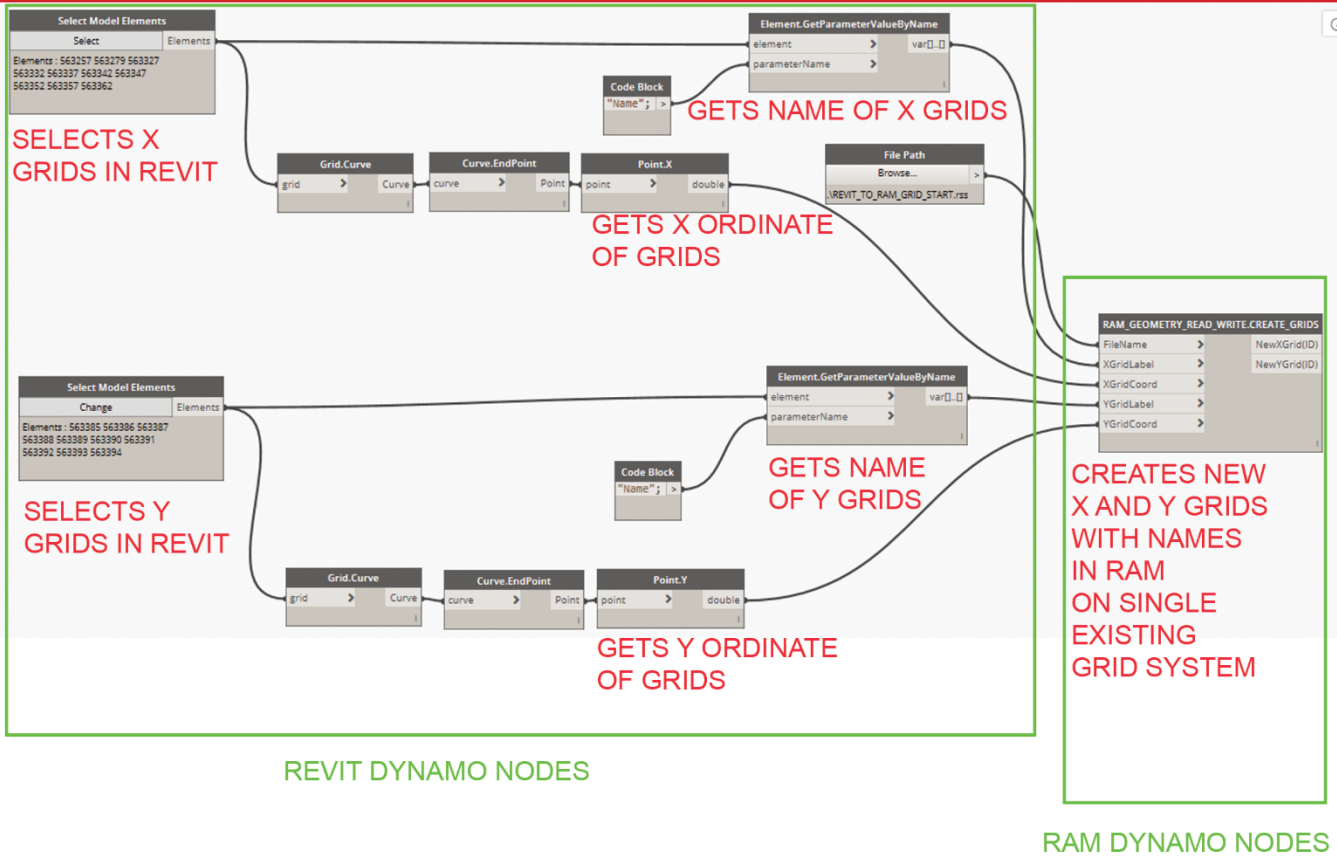 Select Model Elements
Select
Elements
Elements : 563257 563279 563327
563332 563337 563342 563347
563352 563357 563362
SELECTS X
GRIDS IN REVIT
Element.GetParameterValueByName
element > var[]..[]
parameterName >
Code Block
"Name"; >
GETS NAME OF X GRIDS
Grid.Curve
grid > Curve
Curve.EndPoint
curve > Point
Point.X
point > double
GETS X ORDINATE
OF GRIDS
File Path
Browse... >
.\REVIT_TO_RAM_GRID_START.rss
Select Model Elements
Change
Elements
Elements : 563385 563386 563387
563388 563389 563390 563391
563392 563393 563394
SELECTS Y
GRIDS IN REVIT
Element.GetParameterValueByName
element > var[]..[]
parameterName >
Code Block
"Name"; >
GETS NAME
OF Y GRIDS
Grid.Curve
grid > Curve
Curve.EndPoint
curve > Point
Point.Y
point > double
GETS Y ORDINATE
OF GRIDS
RAM_GEOMETRY_READ_WRITE.CREATE_GRIDS
FileName > NewXGrid(ID)
XGridLabel > NewYGrid(ID)
XGridCoord >
YGridLabel >
YGridCoord >
CREATES NEW
X AND Y GRIDS
WITH NAMES
IN RAM
ON SINGLE
EXISTING
GRID SYSTEM
REVIT DYNAMO NODES
RAM DYNAMO NODES